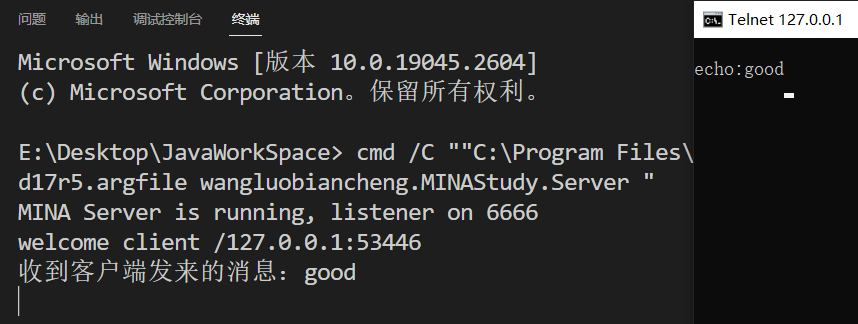 问题 输出 调试控制台 终端
Microsoft Windows [版本 10.0.19045.2604]
(c) Microsoft Corporation。保留所有权利。
E:\Desktop\JavaWorkSpace> cmd /C ""C:\Program Files\
d17r5.argfile wangluobiancheng.MINAStudy.Server "
MINA Server is running, listener on 6666
welcome client /127.0.0.1:53446
收到客户端发来的消息：good
Telnet 127.0.0.1
echo:good